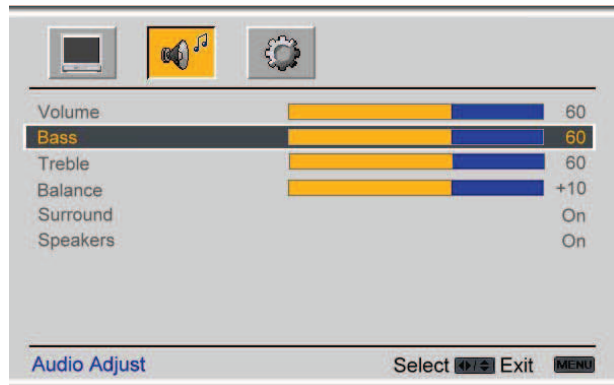 Volume 60
Bass 60
Treble 60
Balance +10
Surround On
Speakers On
Audio Adjust Select Exit MENU